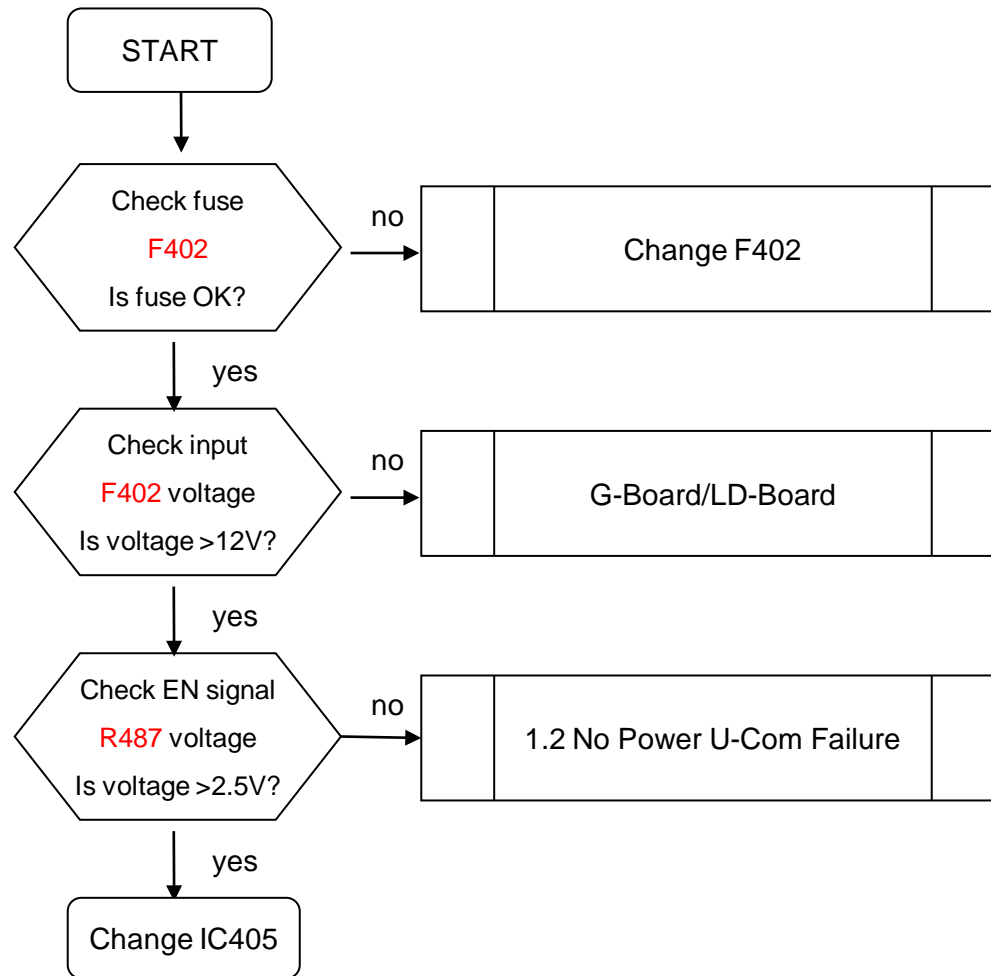 START
Check fuse
F402
Is fuse OK?
no
Change F402
yes
Check input
F402 voltage
Is voltage >12V?
no
G-Board/LD-Board
yes
Check EN signal
R487 voltage
Is voltage >2.5V?
no
1.2 No Power U-Com Failure
yes
Change IC405